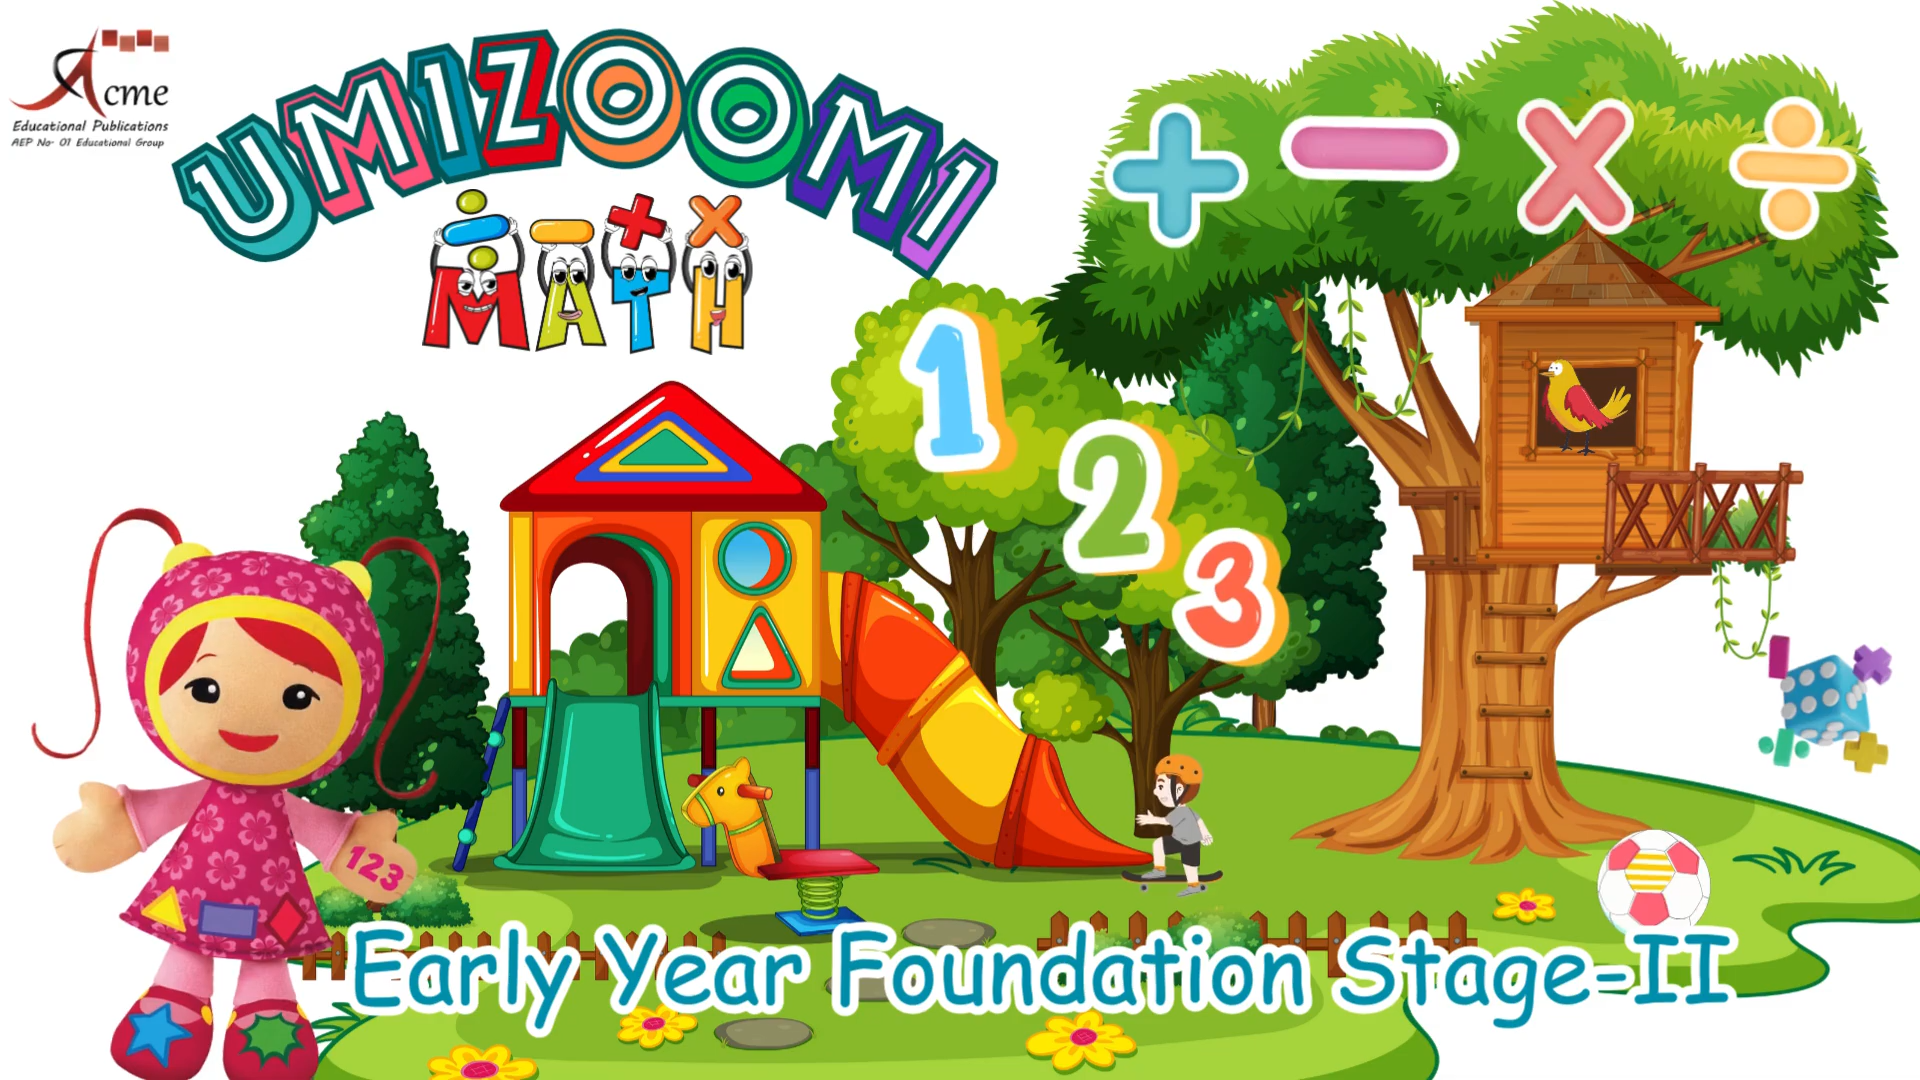 Acme
Educational Publications
AEP No- 01 Educational Group
UMIZOOMI
MATH
+ − × ÷
1
2
3
123
Early Year Foundation Stage-II